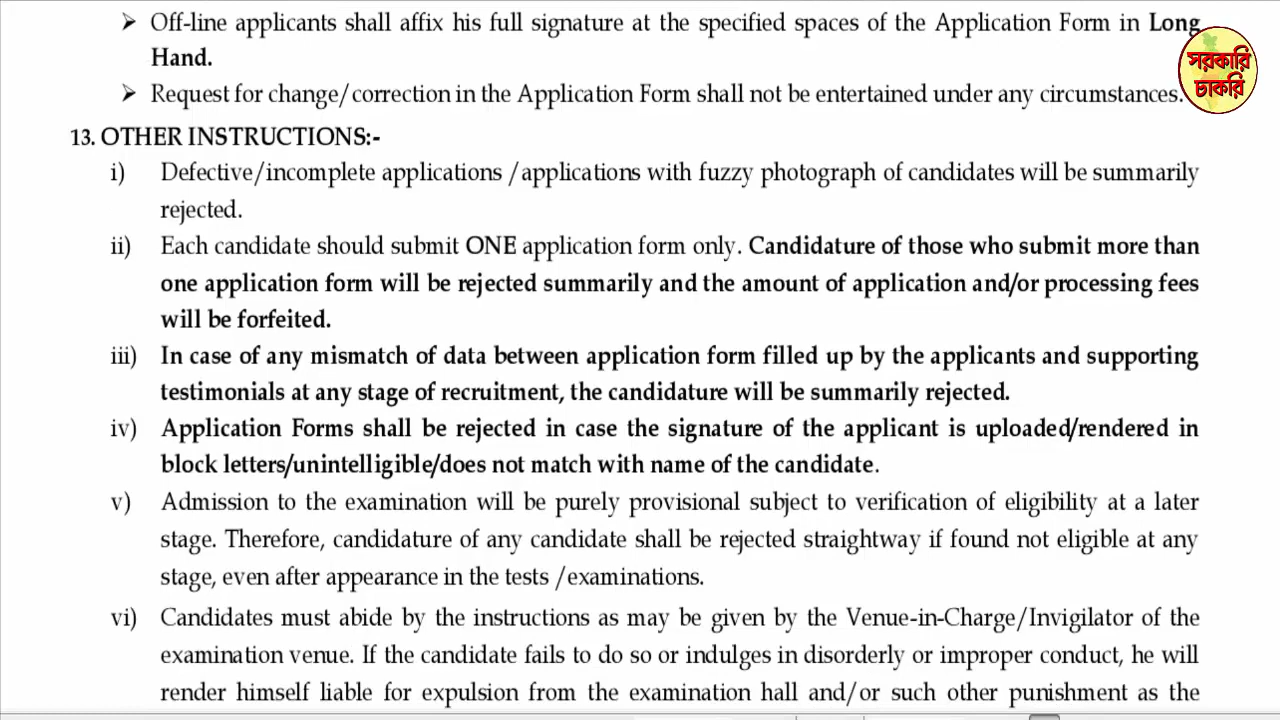 ➢ Off-line applicants shall affix his full signature at the specified spaces of the Application Form in Long
Hand.
➢ Request for change/correction in the Application Form shall not be entertained under any circumstances.
সরকারি
চাকরি
13. OTHER INSTRUCTIONS:-
i) Defective/incomplete applications /applications with fuzzy photograph of candidates will be summarily
rejected.
ii) Each candidate should submit ONE application form only. Candidature of those who submit more than
one application form will be rejected summarily and the amount of application and/or processing fees
will be forfeited.
iii) In case of any mismatch of data between application form filled up by the applicants and supporting
testimonials at any stage of recruitment, the candidature will be summarily rejected.
iv) Application Forms shall be rejected in case the signature of the applicant is uploaded/rendered in
block letters/unintelligible/does not match with name of the candidate.
v) Admission to the examination will be purely provisional subject to verification of eligibility at a later
stage. Therefore, candidature of any candidate shall be rejected straightway if found not eligible at any
stage, even after appearance in the tests /examinations.
vi) Candidates must abide by the instructions as may be given by the Venue-in-Charge/Invigilator of the
examination venue. If the candidate fails to do so or indulges in disorderly or improper conduct, he will
render himself liable for expulsion from the examination hall and/or such other punishment as the